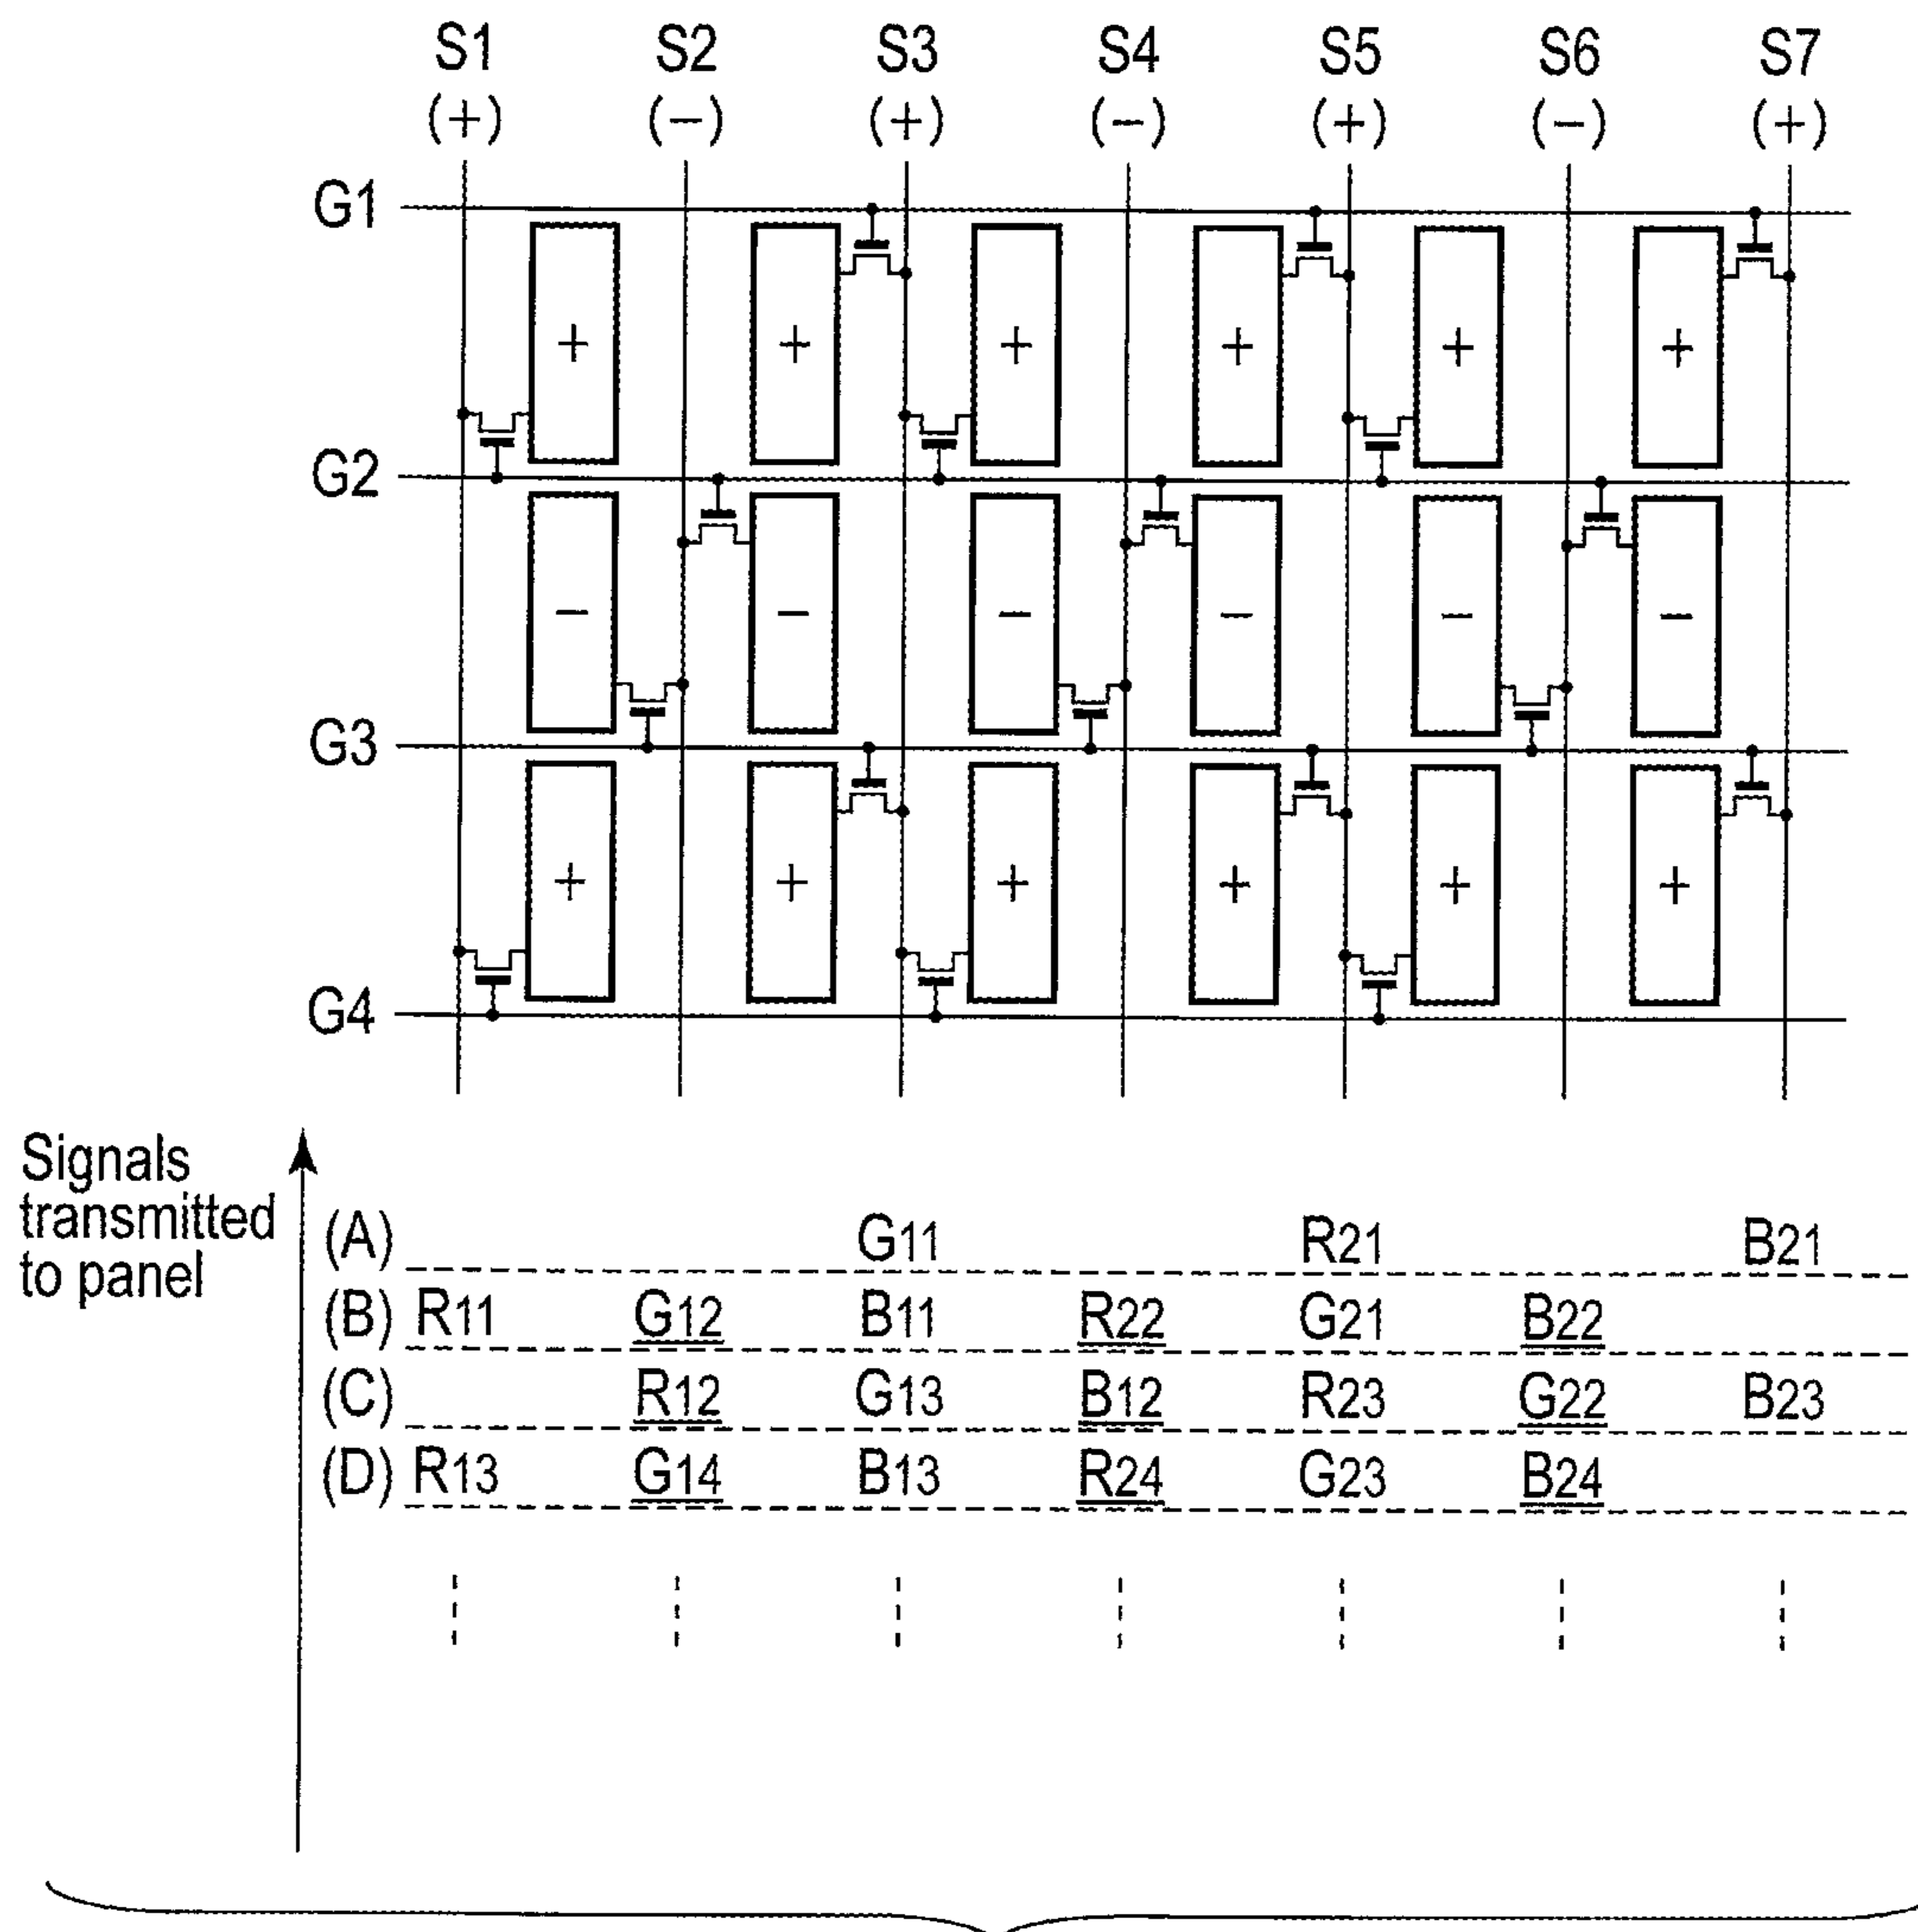 S1 S2 S3 S4 S5 S6 S7
(+) (−) (+) (−) (+) (−) (+)
G1
+ + + + + +
G2
− − − − − −
G3
+ + + + + +
G4
Signals
transmitted
to panel
(A) G11 R21 B21
(B) R11 G12 B11 R22 G21 B22
(C) R12 G13 B12 R23 G22 B23
(D) R13 G14 B13 R24 G23 B24